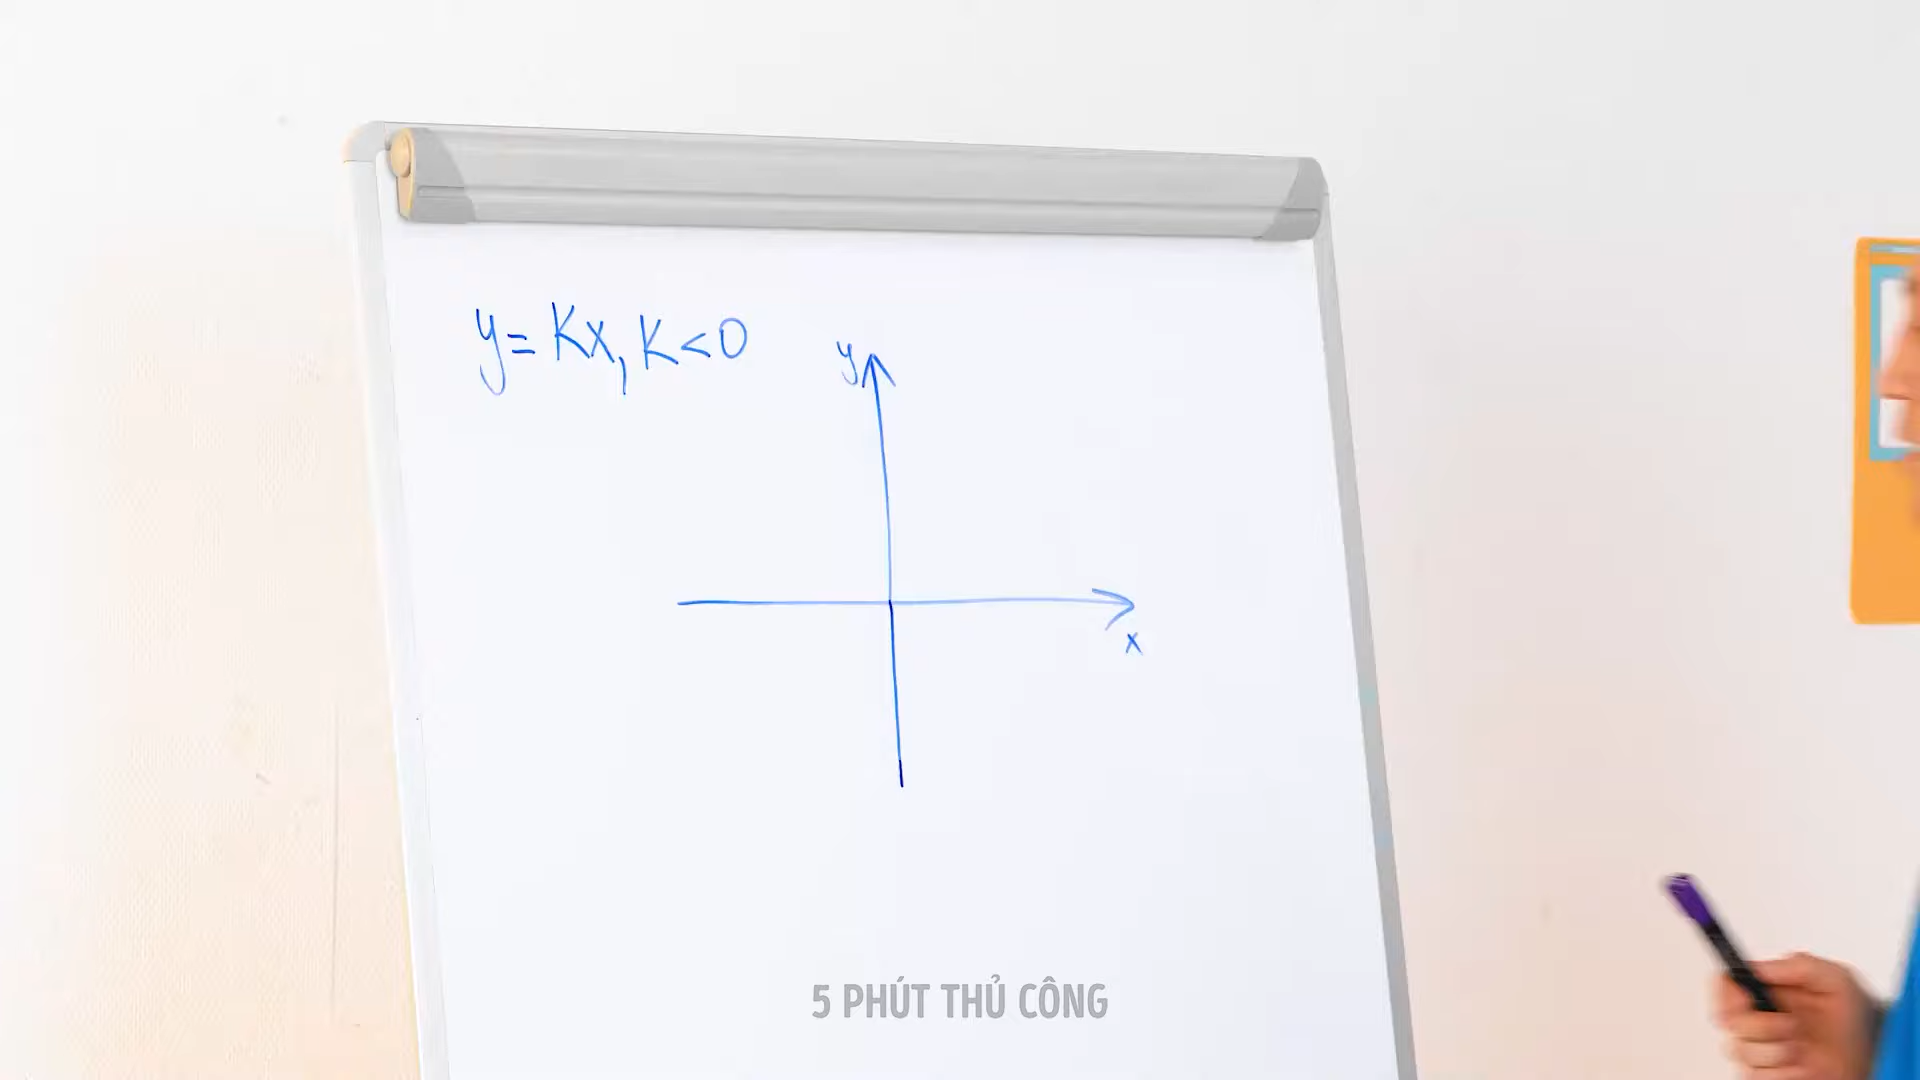 y = Kx, K < 0
y
x
5 PHÚT THỦ CÔNG